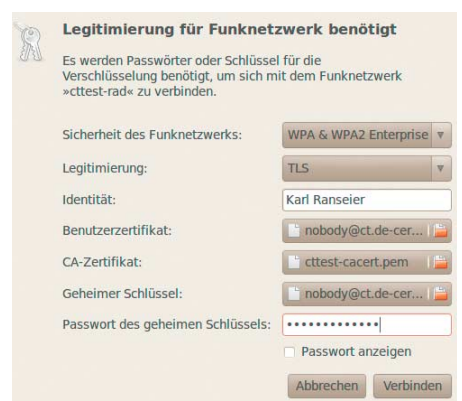 Legitimierung für Funknetzwerk benötigt
Es werden Passwörter oder Schlüssel für die
Verschlüsselung benötigt, um sich mit dem Funknetzwerk
»cttest-rad« zu verbinden.
Sicherheit des Funknetzwerks: WPA & WPA2 Enterprise
Legitimierung: TLS
Identität: Karl Ranseier
Benutzerzertifikat: nobody@ct.de-cer...
CA-Zertifikat: cttest-cacert.pem
Geheimer Schlüssel: nobody@ct.de-cer...
Passwort des geheimen Schlüssels: •••••••••••••
Passwort anzeigen
Abbrechen Verbinden